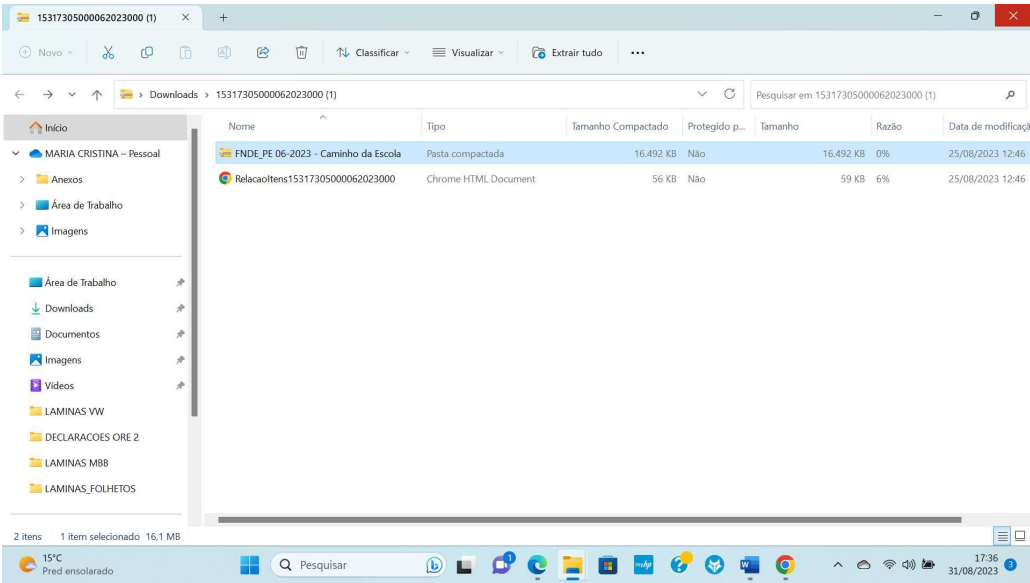 15317305000062023000 (1)
Novo
Classificar
Visualizar
Extrair tudo
Downloads > 15317305000062023000 (1)
Pesquisar em 15317305000062023000 (1)
Início
MARIA CRISTINA – Pessoal
Anexos
Área de Trabalho
Imagens
Área de Trabalho
Downloads
Documentos
Imagens
Vídeos
LAMINAS VW
DECLARACOES ORE 2
LAMINAS MBB
LAMINAS_FOLHETOS
Nome Tipo Tamanho Compactado Protegido p... Tamanho Razão Data de modificaçã
FNDE_PE 06-2023 - Caminho da Escola Pasta compactada 16.492 KB Não 16.492 KB 0% 25/08/2023 12:46
RelacaoItens15317305000062023000 Chrome HTML Document 56 KB Não 59 KB 6% 25/08/2023 12:46
2 itens 1 item selecionado 16,1 MB
15°C
Pred ensolarado
Pesquisar
17:36
31/08/2023
3